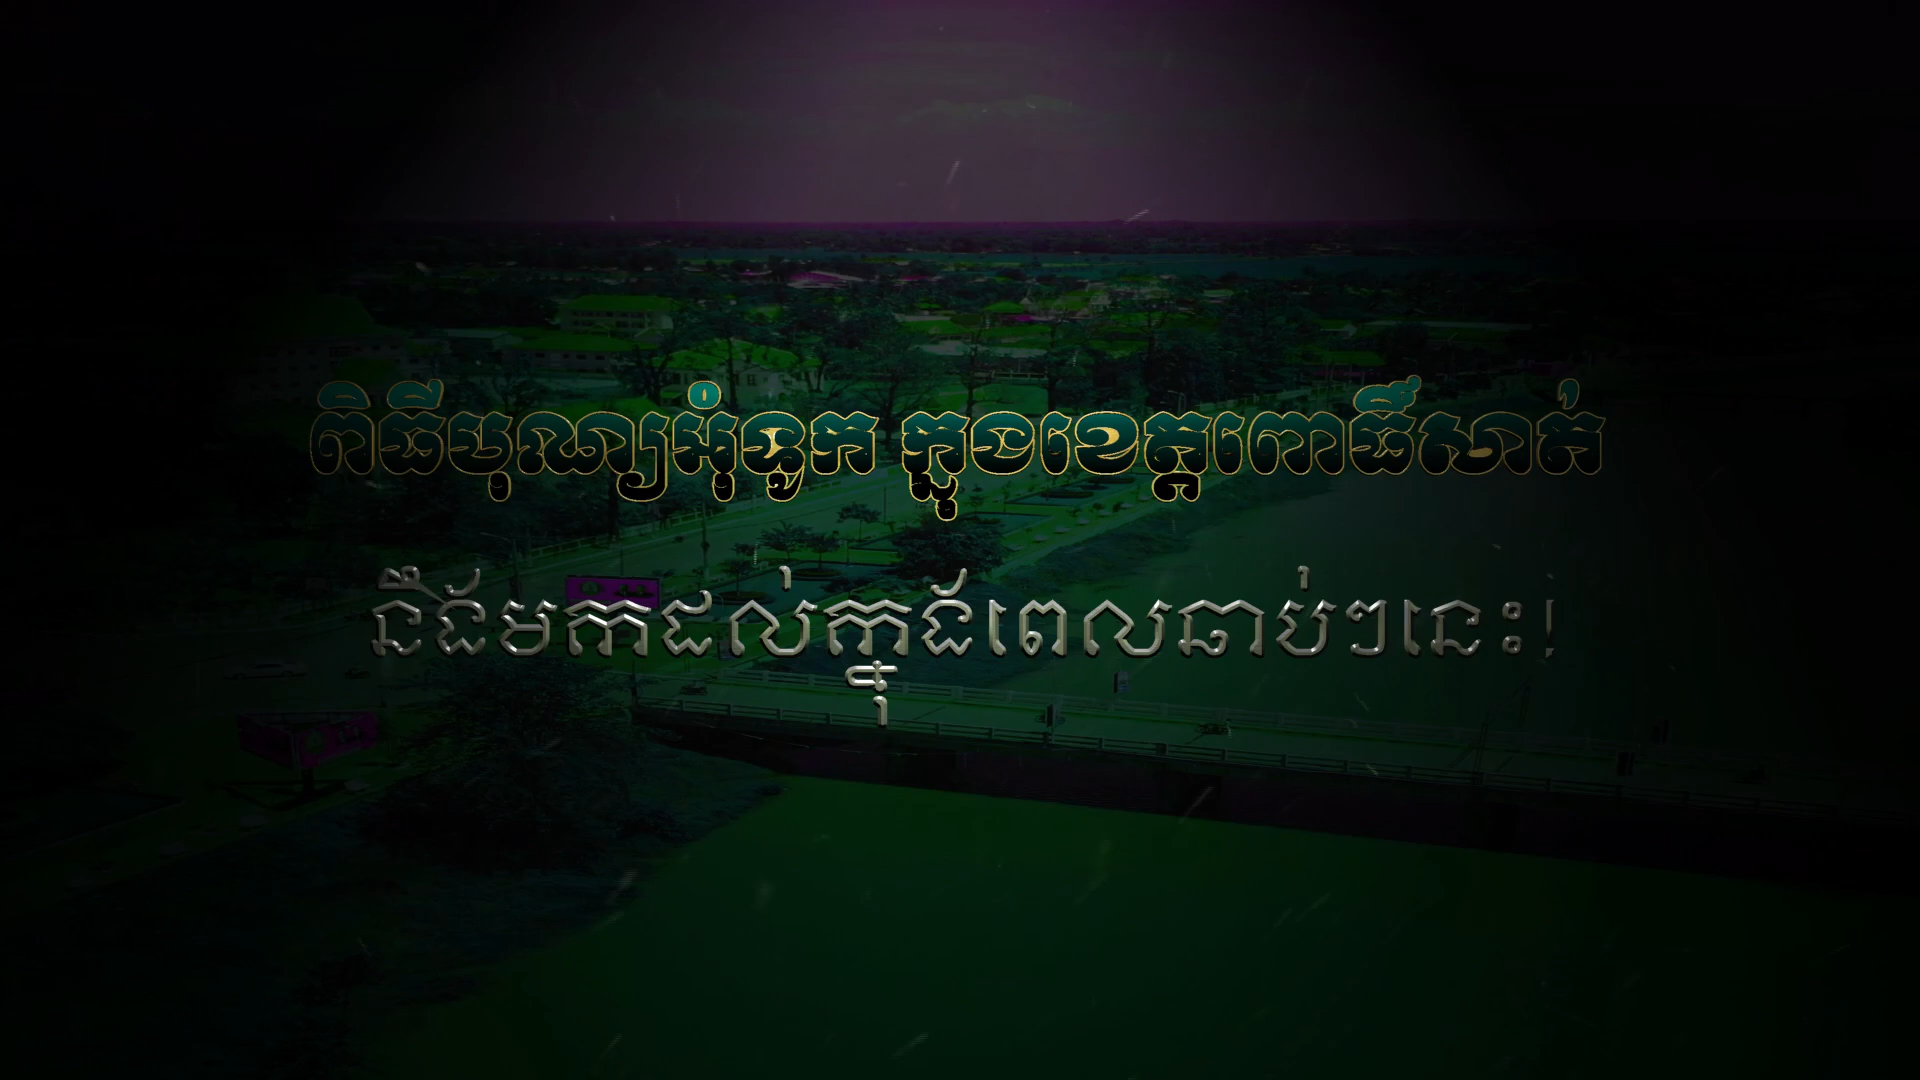 ពិធីបុណ្យអុំទូក ក្នុងខេត្តពោធិ៍សាត់
នឹងមកដល់ក្នុងពេលឆាប់ៗនេះ!